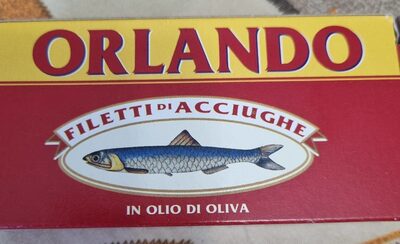 ORLANDO
FILETTI DI ACCIUGHE
IN OLIO DI OLIVA